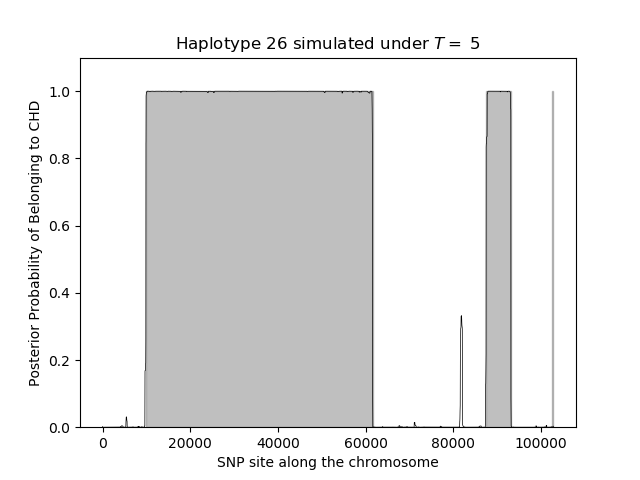 Haplotype 26 simulated under T = 5
Posterior Probability of Belonging to CHD
1.0
0.8
0.6
0.4
0.2
0.0
0 20000 40000 60000 80000 100000
SNP site along the chromosome